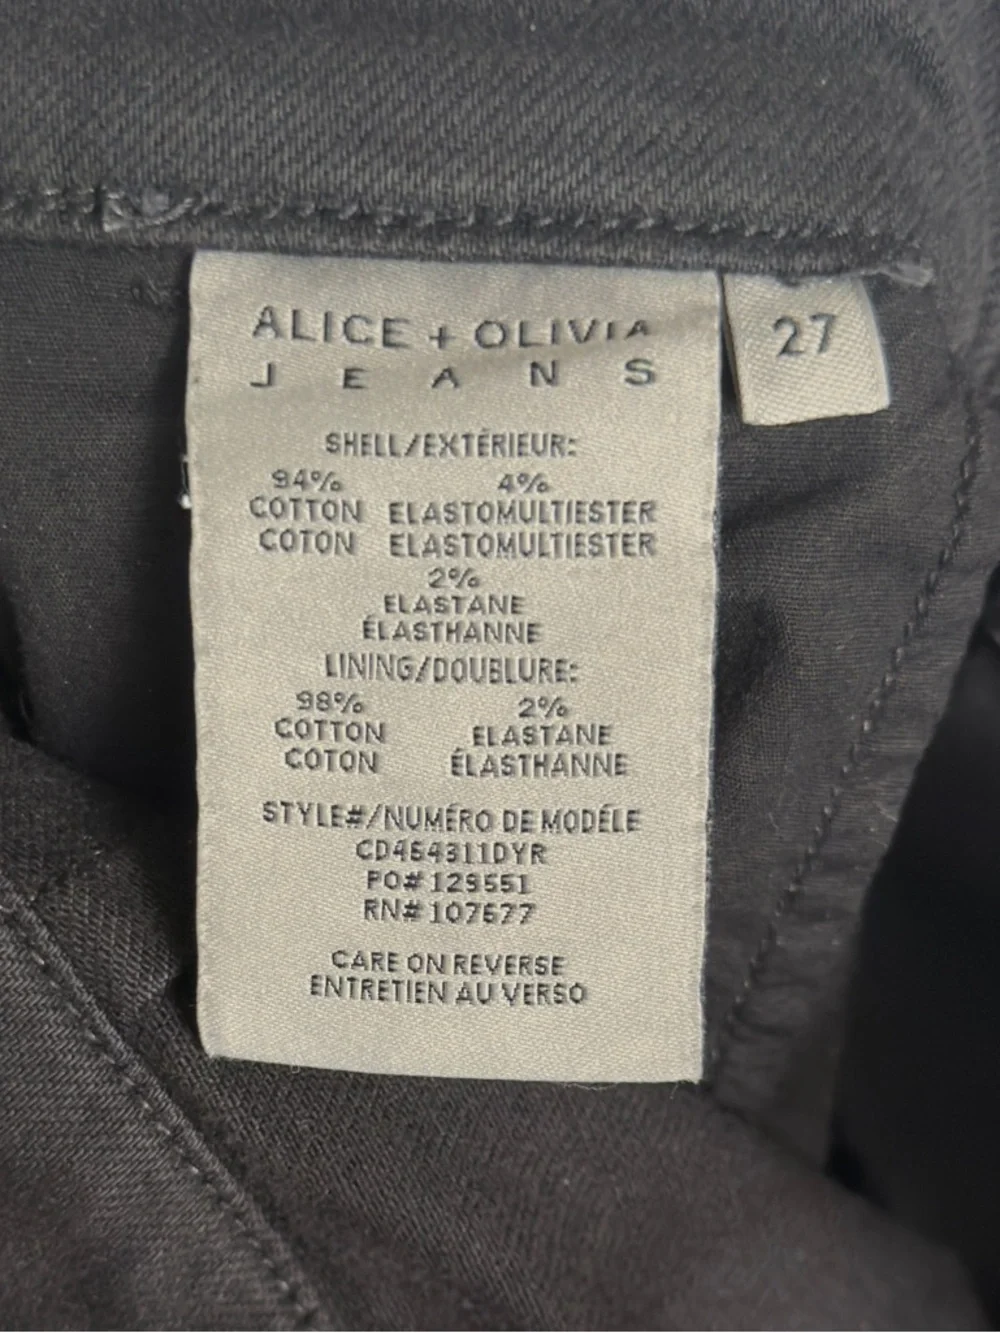 ALICE + OLIVIA
JEANS
27
SHELL/EXTÉRIEUR:
94% 4%
COTTON ELASTOMULTIESTER
COTON ELASTOMULTIESTER
2%
ELASTANE
ÉLASTHANNE
LINING/DOUBLURE:
98% 2%
COTTON ELASTANE
COTON ÉLASTHANNE
STYLE#/NUMÉRO DE MODÉLE
CD464311DYR
PO# 129551
RN# 107677
CARE ON REVERSE
ENTRETIEN AU VERSO